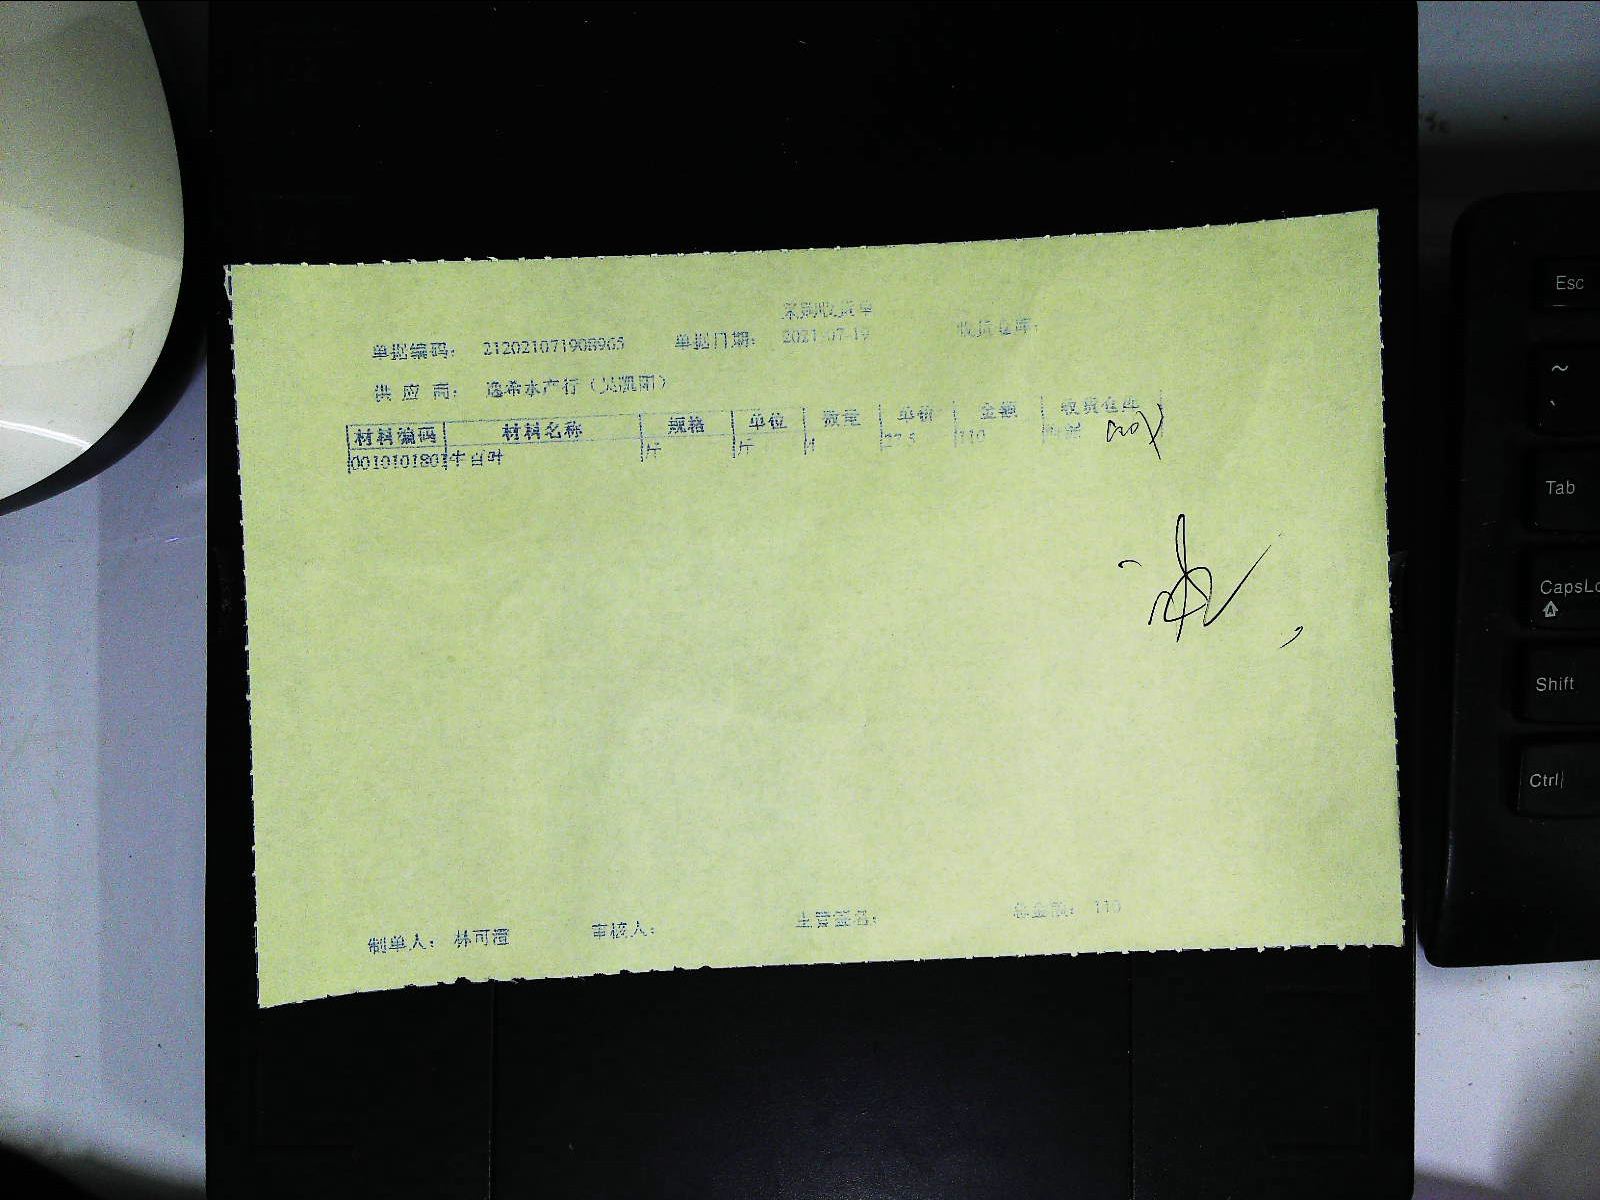 采购收货单
单据编码： 212021071908965 单据日期： 2021-07-19 收货仓库：
供 应 商： 逸希水产行（吴凯阳）
材料编码 材料名称 规格 单位 数量 单价 金额 收货仓库
0010101801 牛百叶 斤 斤 4 27.5 110
制单人： 林可澄 审核人： 主管签名： 总金额： 110
Esc
~
`
Tab
CapsLo
Shift
Ctrl